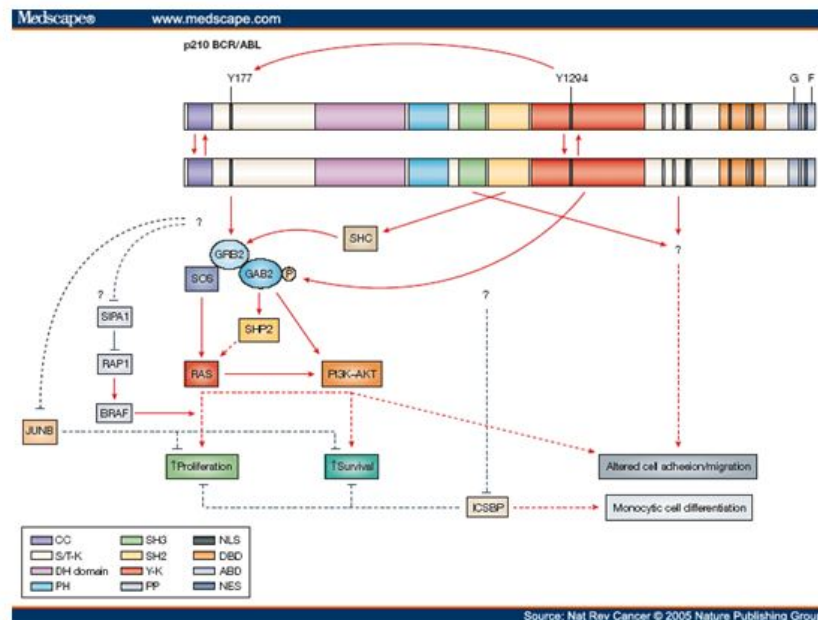 Medscape® www.medscape.com
p210 BCR/ABL
Y177 Y1294 G F
?
SHC
?
GRB2
SOS GAB2 P
? ?
SIPA1
SHP2
RAP1 RAS PI3K–AKT
BRAF
JUNB
↑Proliferation ↑Survival Altered cell adhesion/migration
ICSBP Monocytic cell differentiation
CC SH3 NLS
S/T-K SH2 DBD
DH domain Y-K ABD
PH PP NES
Source: Nat Rev Cancer © 2005 Nature Publishing Group